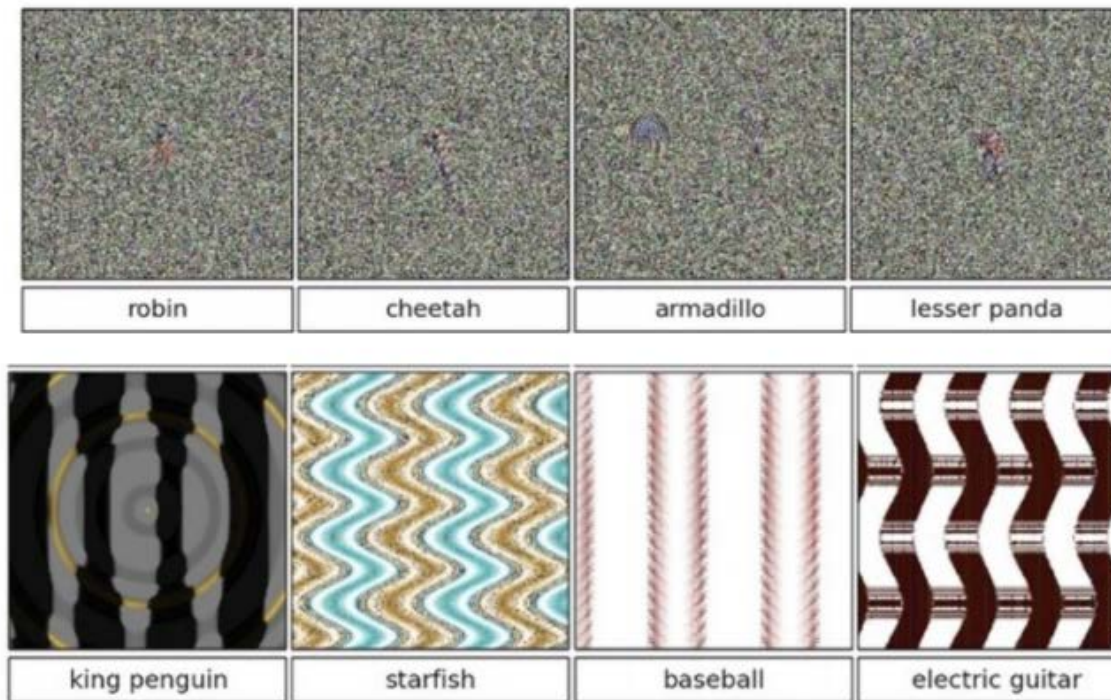 robin
cheetah
armadillo
lesser panda
king penguin
starfish
baseball
electric guitar